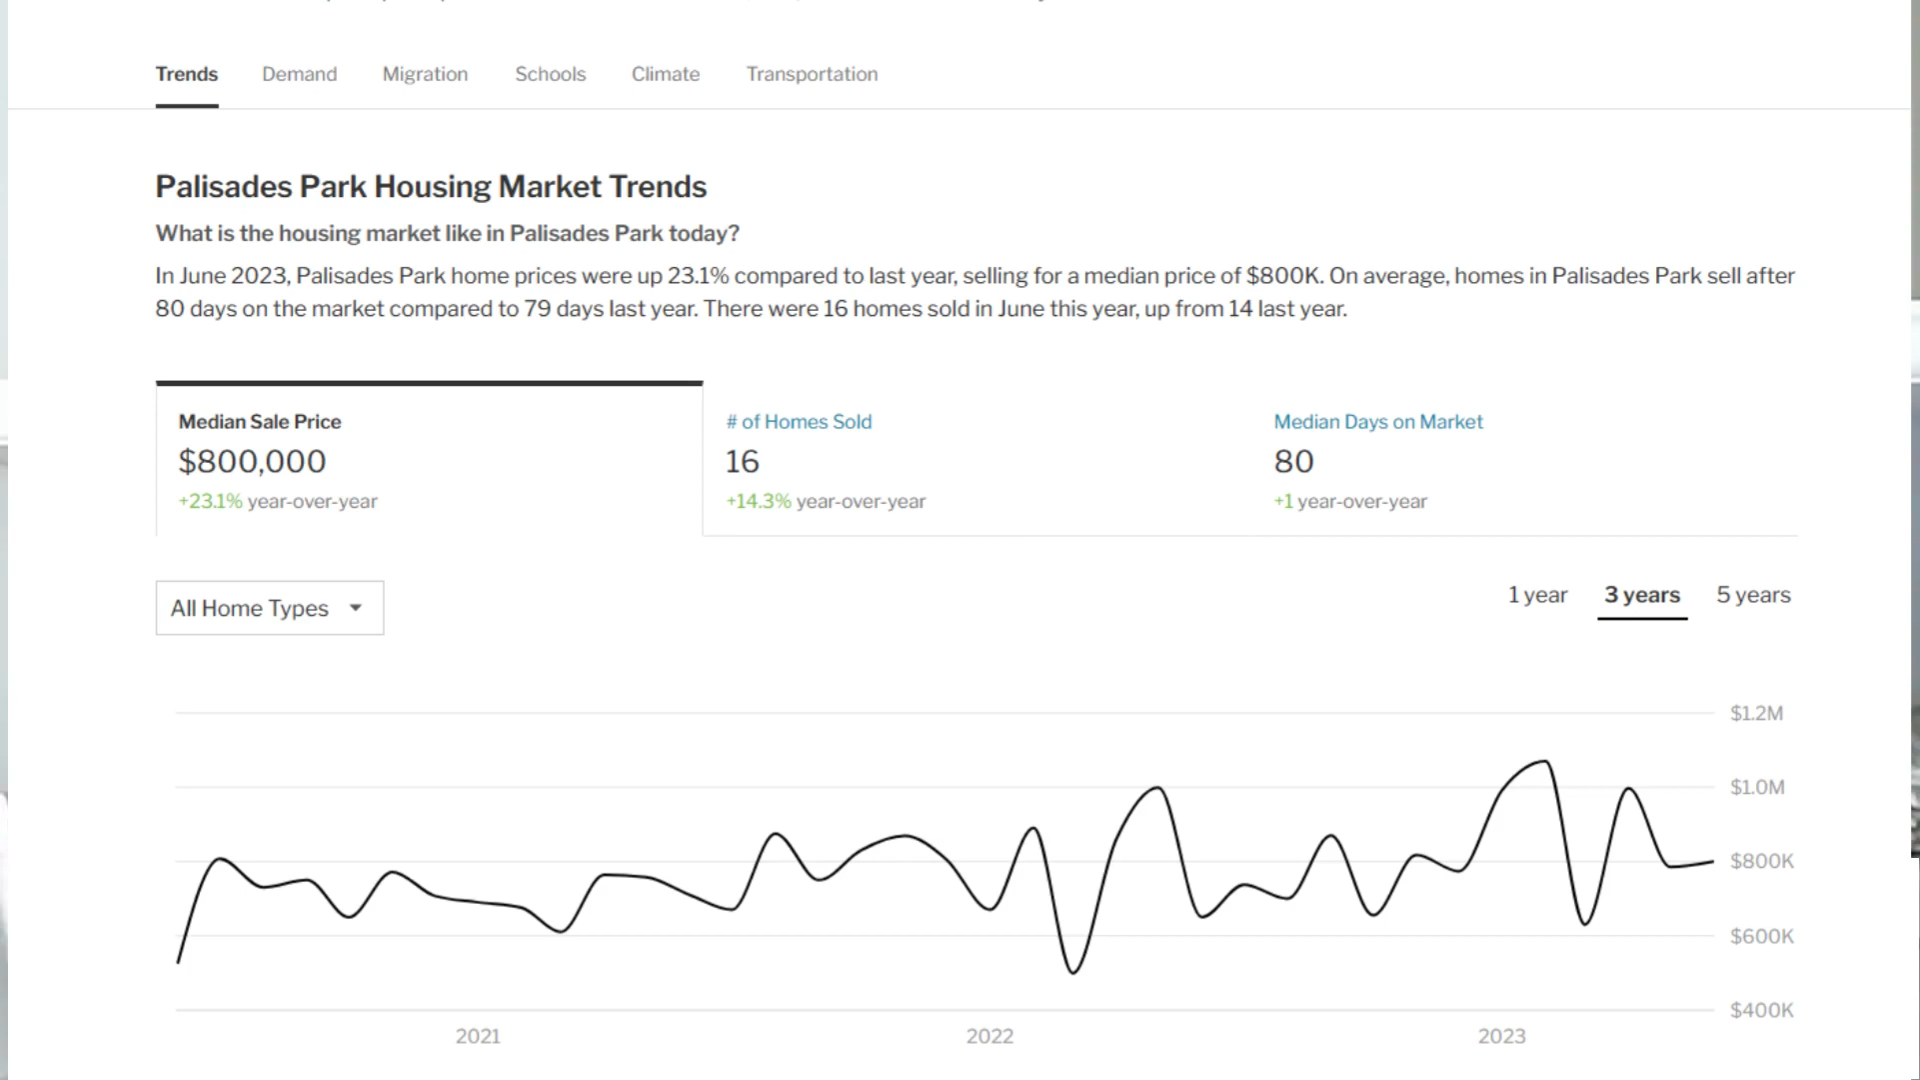 Trends Demand Migration Schools Climate Transportation
Palisades Park Housing Market Trends
What is the housing market like in Palisades Park today?
In June 2023, Palisades Park home prices were up 23.1% compared to last year, selling for a median price of $800K. On average, homes in Palisades Park sell after
80 days on the market compared to 79 days last year. There were 16 homes sold in June this year, up from 14 last year.
Median Sale Price
$800,000
+23.1% year-over-year
# of Homes Sold
16
+14.3% year-over-year
Median Days on Market
80
+1 year-over-year
All Home Types
1 year 3 years 5 years
$1.2M
$1.0M
$800K
$600K
$400K
2021 2022 2023